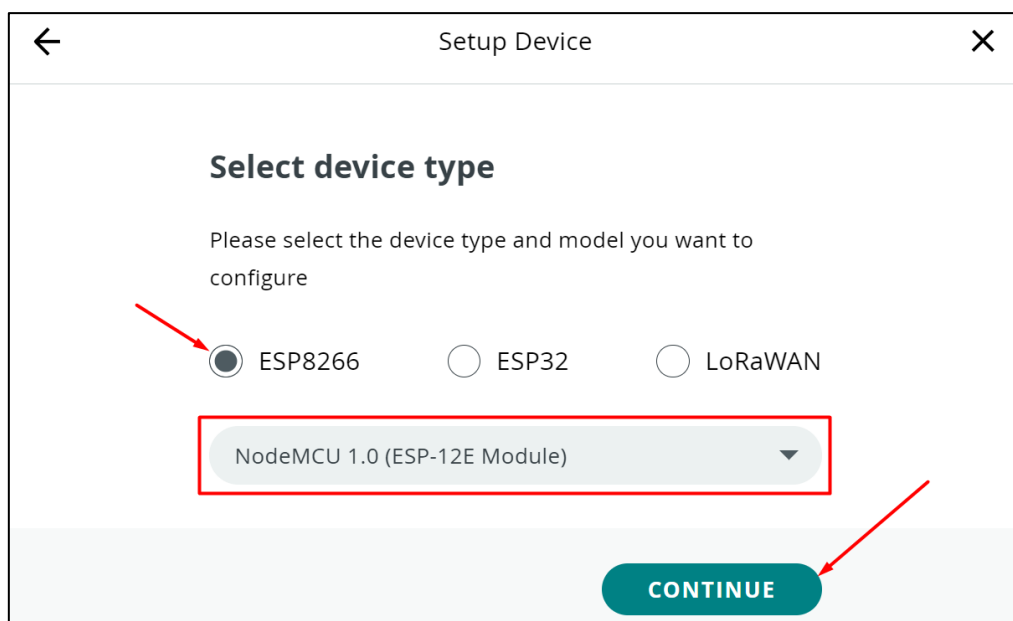 Setup Device
Select device type
Please select the device type and model you want to
configure
ESP8266 ESP32 LoRaWAN
NodeMCU 1.0 (ESP-12E Module)
CONTINUE